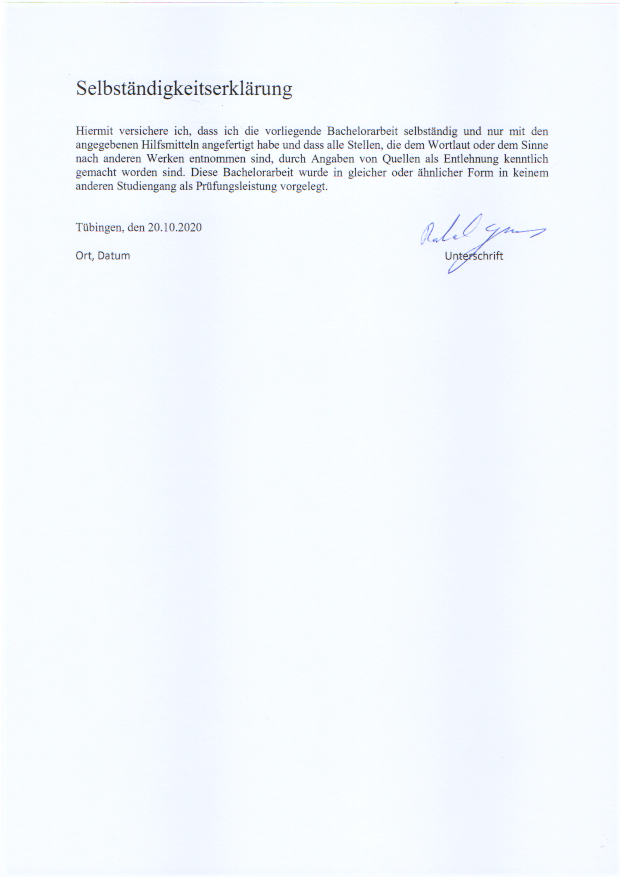 Selbständigkeitserklärung
Hiermit versichere ich, dass ich die vorliegende Bachelorarbeit selbständig und nur mit den
angegebenen Hilfsmitteln angefertigt habe und dass alle Stellen, die dem Wortlaut oder dem Sinne
nach anderen Werken entnommen sind, durch Angaben von Quellen als Entlehnung kenntlich
gemacht worden sind. Diese Bachelorarbeit wurde in gleicher oder ähnlicher Form in keinem
anderen Studiengang als Prüfungsleistung vorgelegt.
Tübingen, den 20.10.2020
Ort, Datum
Unterschrift